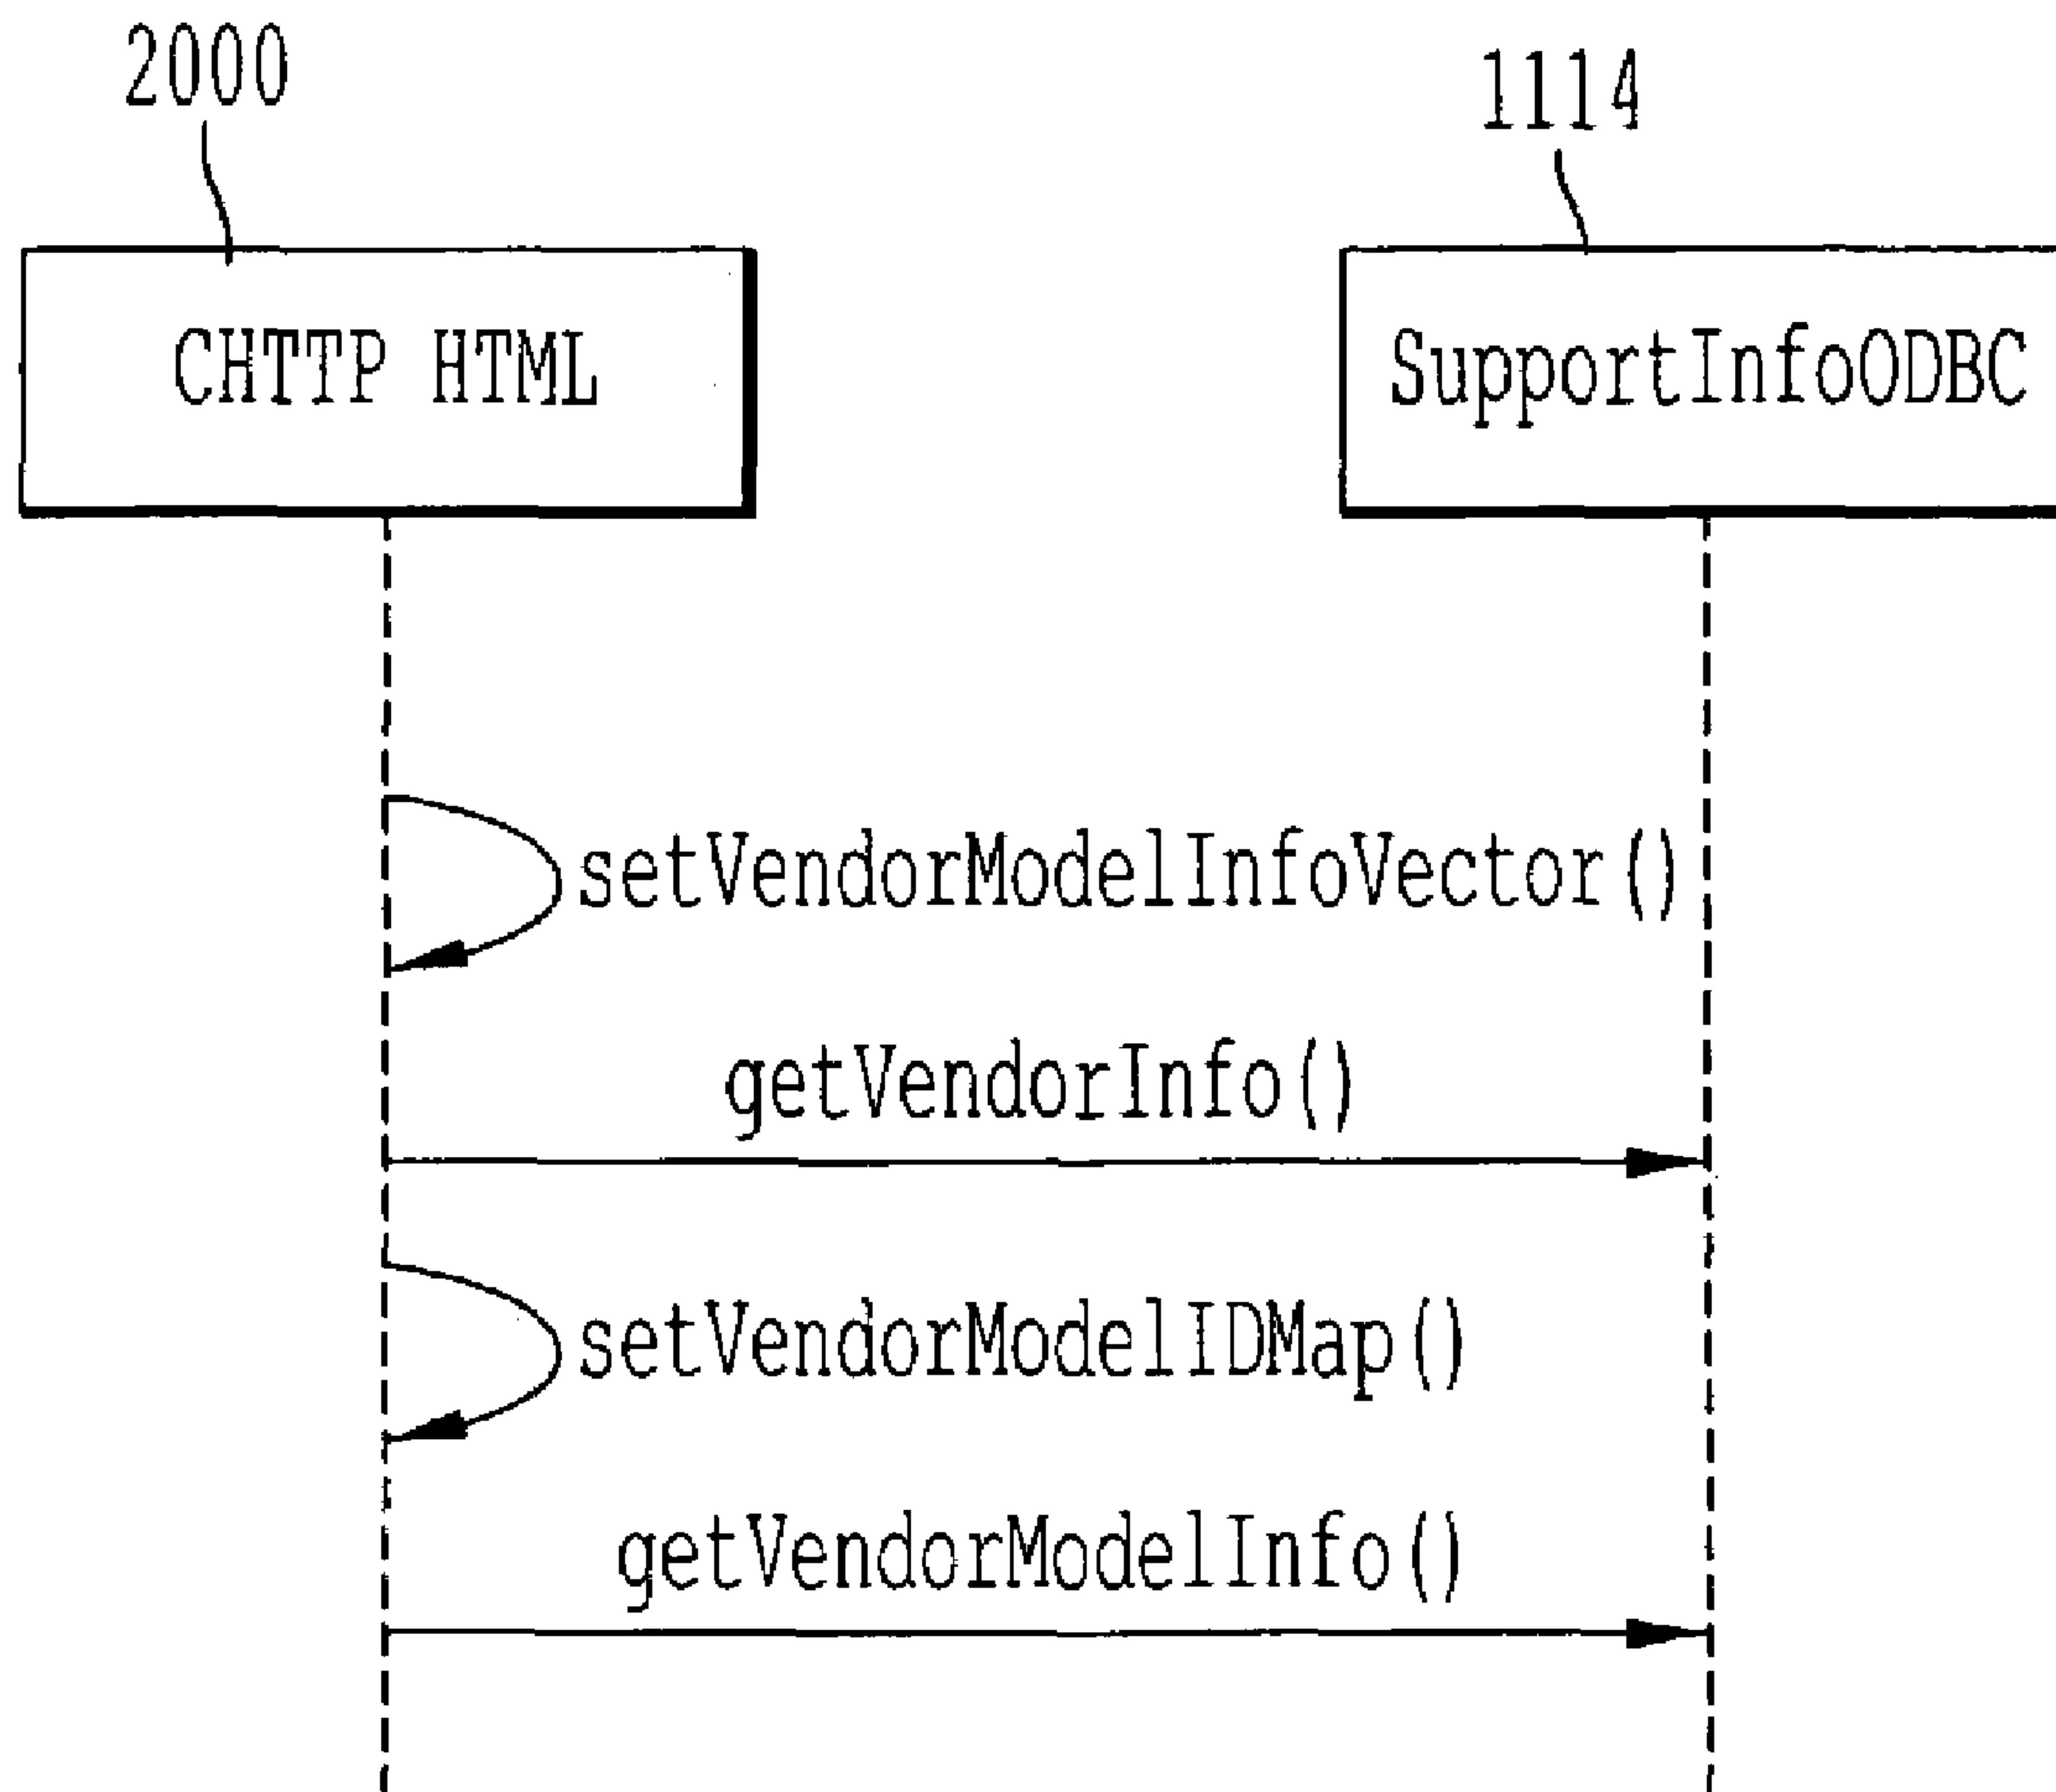 2000
1114
CHTTP HTML
SupportInfoODBC
setVendorModelInfoVector()
getVendorInfo()
setVendorModelIDMap()
getVendorModelInfo()